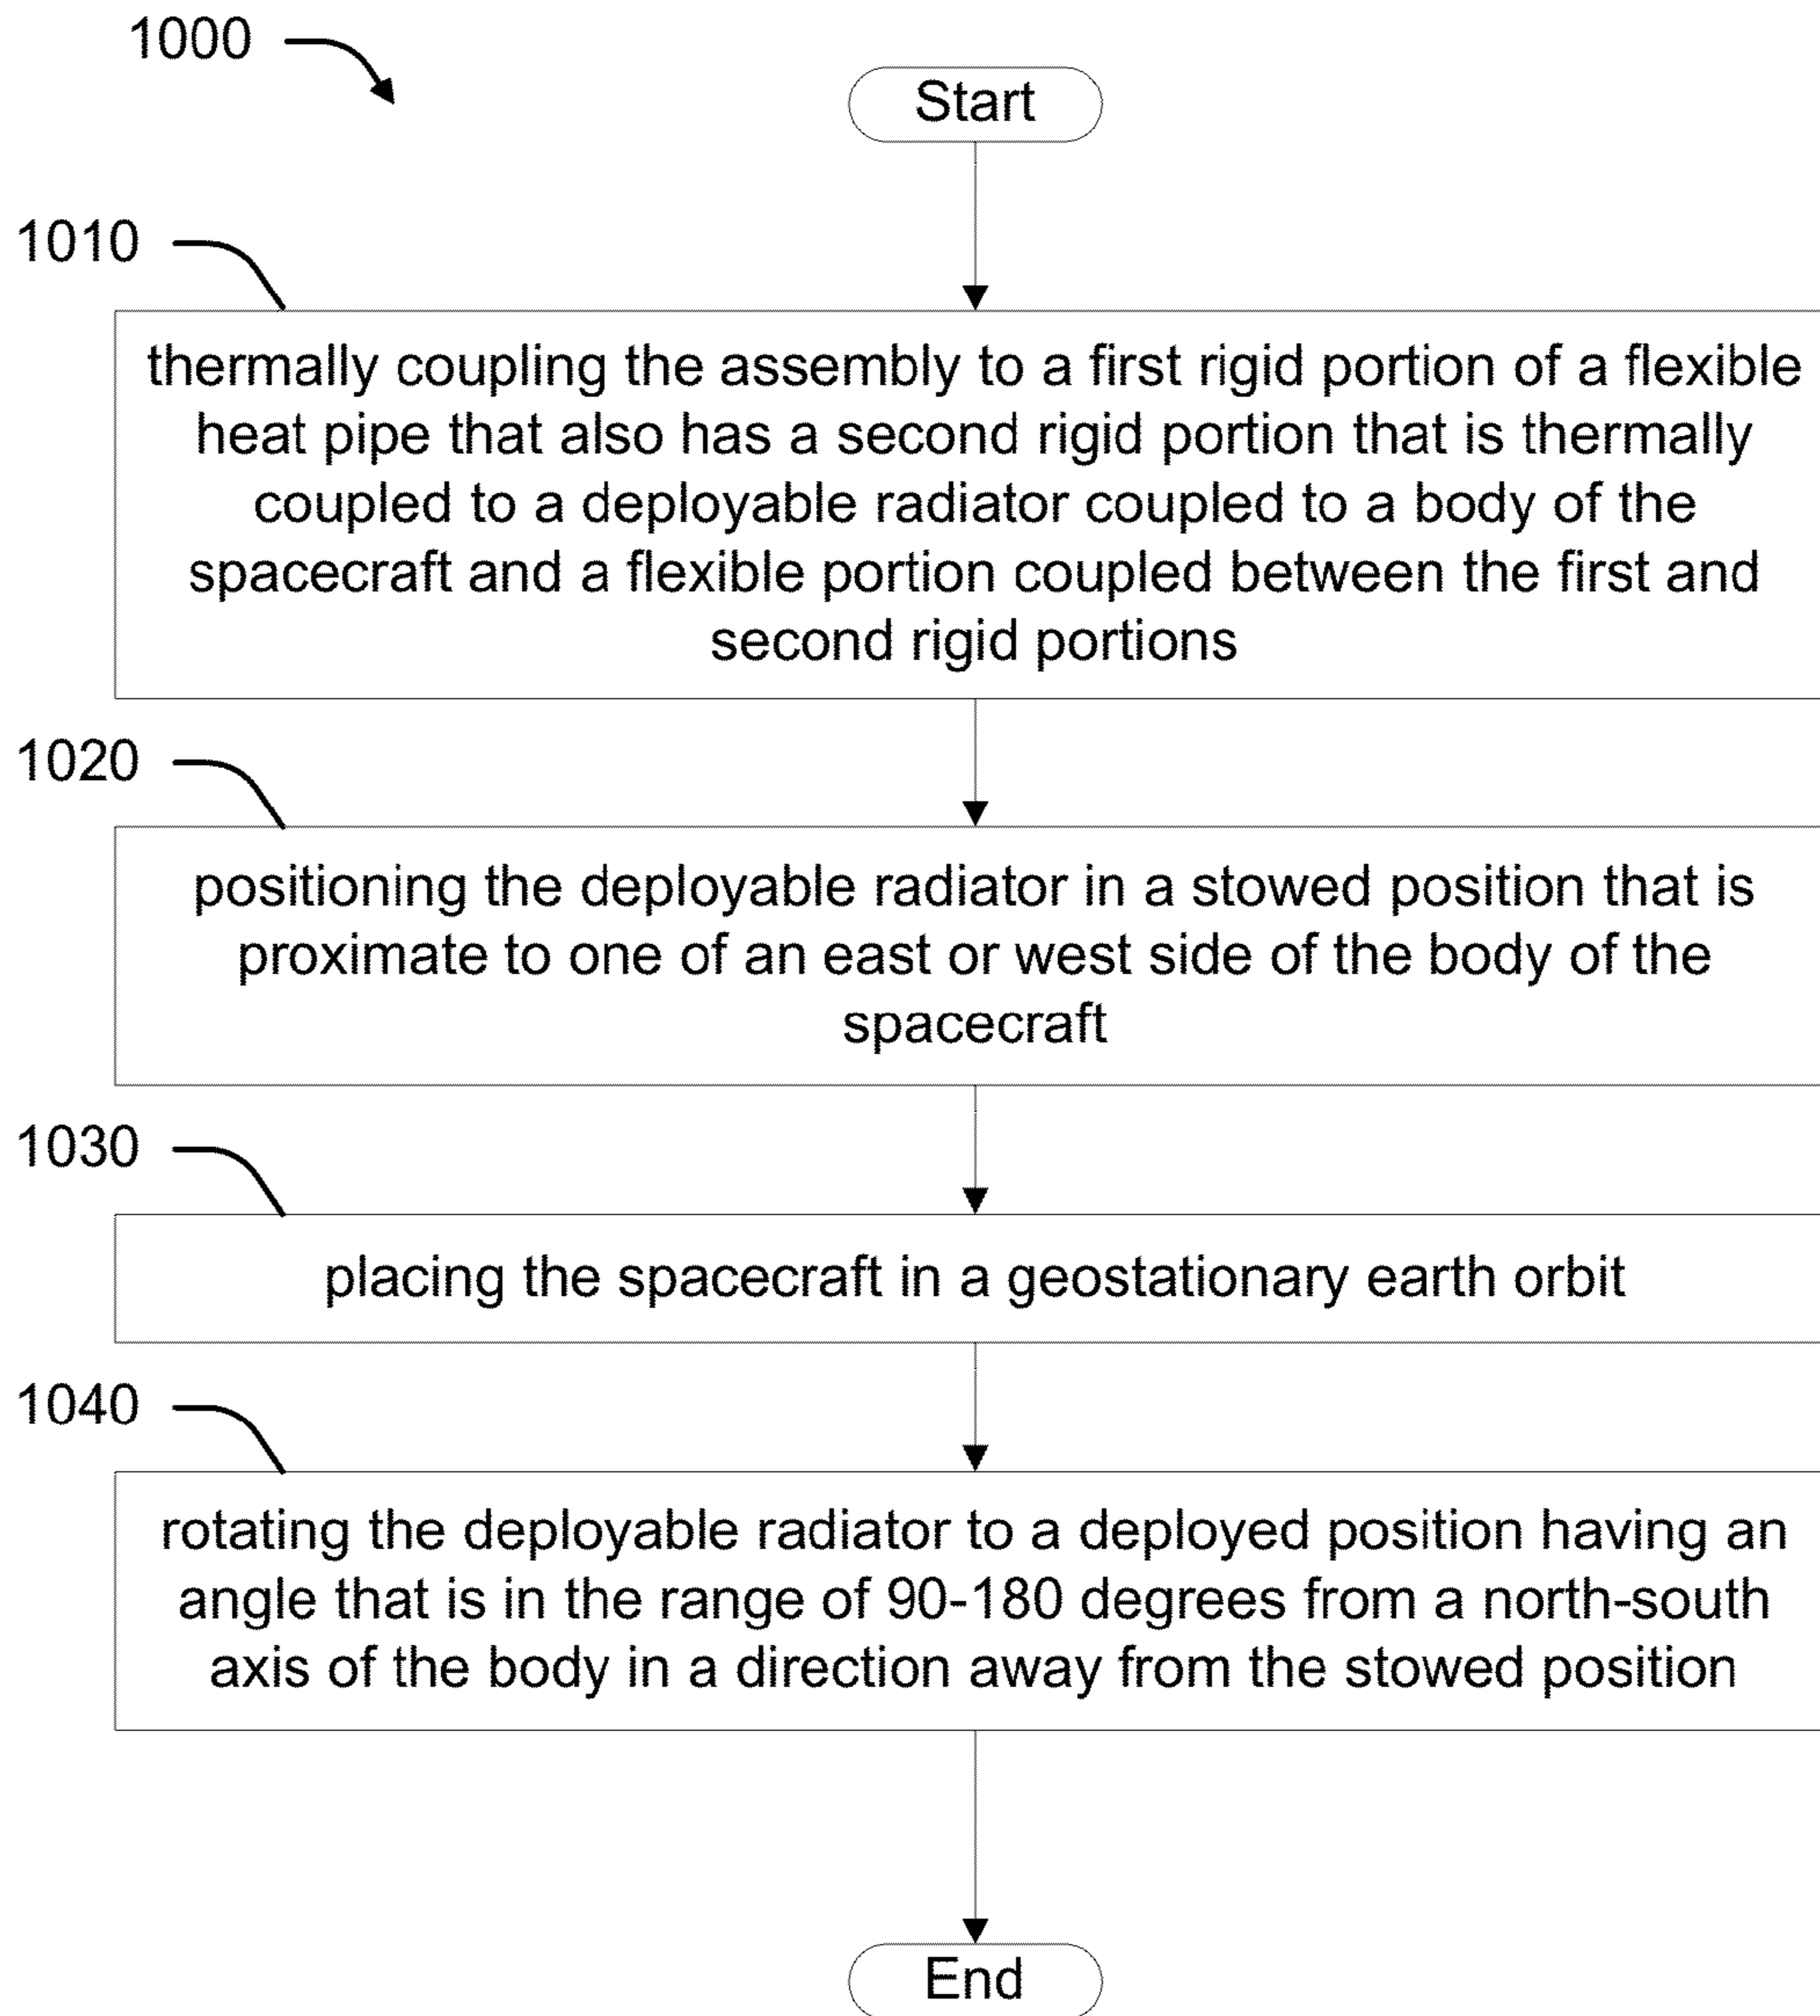 1000
Start
1010
thermally coupling the assembly to a first rigid portion of a flexible
heat pipe that also has a second rigid portion that is thermally
coupled to a deployable radiator coupled to a body of the
spacecraft and a flexible portion coupled between the first and
second rigid portions
1020
positioning the deployable radiator in a stowed position that is
proximate to one of an east or west side of the body of the
spacecraft
1030
placing the spacecraft in a geostationary earth orbit
1040
rotating the deployable radiator to a deployed position having an
angle that is in the range of 90-180 degrees from a north-south
axis of the body in a direction away from the stowed position
End